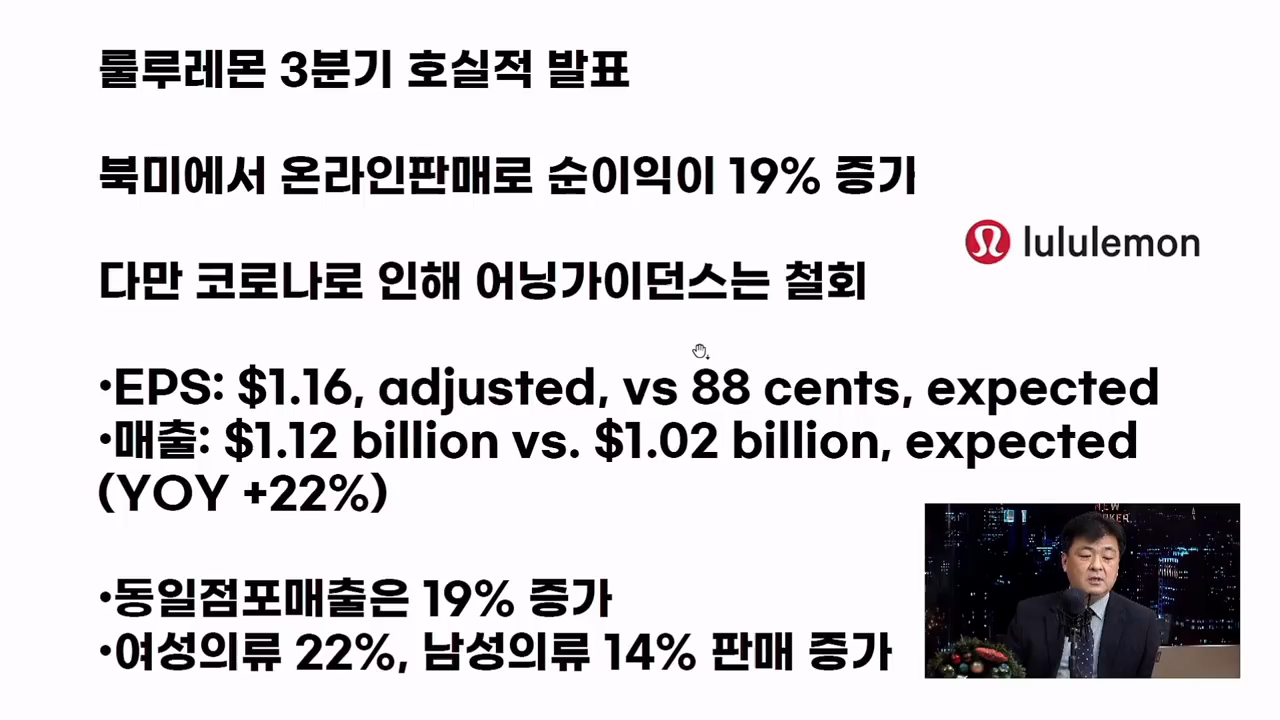 룰루레몬 3분기 호실적 발표
북미에서 온라인판매로 순이익이 19% 증가
lululemon
다만 코로나로 인해 어닝가이던스는 철회
•EPS: $1.16, adjusted, vs 88 cents, expected
•매출: $1.12 billion vs. $1.02 billion, expected
(YOY +22%)
•동일점포매출은 19% 증가
•여성의류 22%, 남성의류 14% 판매 증가